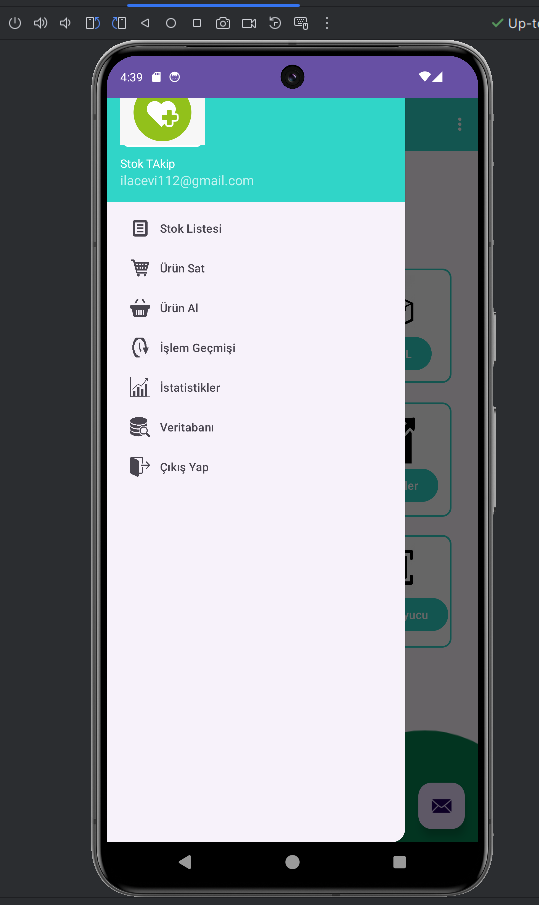 Up-to
4:39
Stok TAkip
ilacevi112@gmail.com
Stok Listesi
Ürün Sat
Ürün Al
İşlem Geçmişi
İstatistikler
Veritabanı
Çıkış Yap
L
ler
yucu